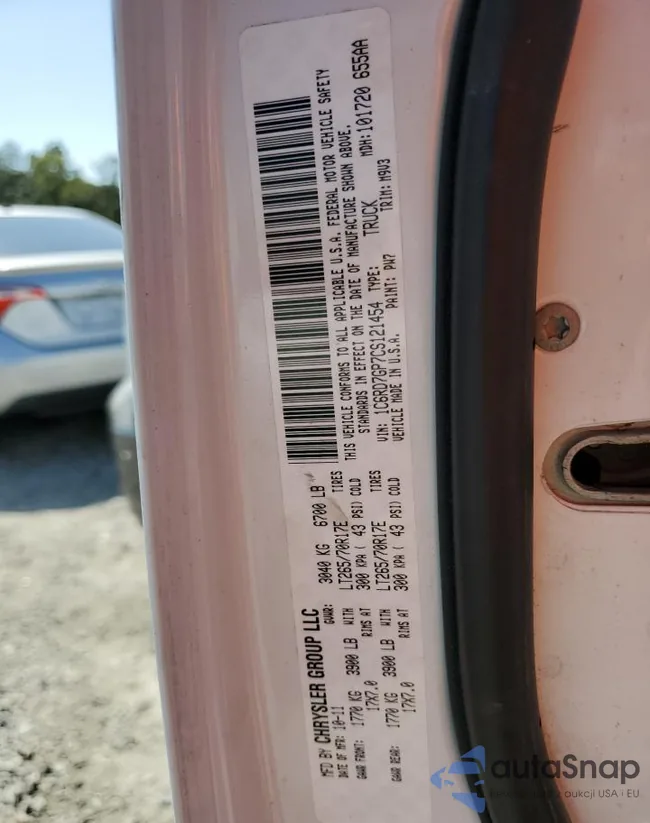 MFD BY CHRYSLER GROUP LLC
DATE OF MFR: 10-11 GVWR: 3040 KG 6700 LB
GAWR FRONT: 1770 KG 3900 LB WITH LT265/70R17E TIRES
17X7.0 RIMS AT 300 KPA ( 43 PSI) COLD
GAWR REAR: 1770 KG 3900 LB WITH LT265/70R17E TIRES
17X7.0 RIMS AT 300 KPA ( 43 PSI) COLD
THIS VEHICLE CONFORMS TO ALL APPLICABLE U.S.A. FEDERAL MOTOR VEHICLE SAFETY
STANDARDS IN EFFECT ON THE DATE OF MANUFACTURE SHOWN ABOVE.
VIN: 1C6RD7GP7CS121454 TYPE: TRUCK MDH: 101720 655AA
VEHICLE MADE IN U.S.A. PAINT: PW7 TRIM: M9V3
autaSnap
aukcji USA i EU